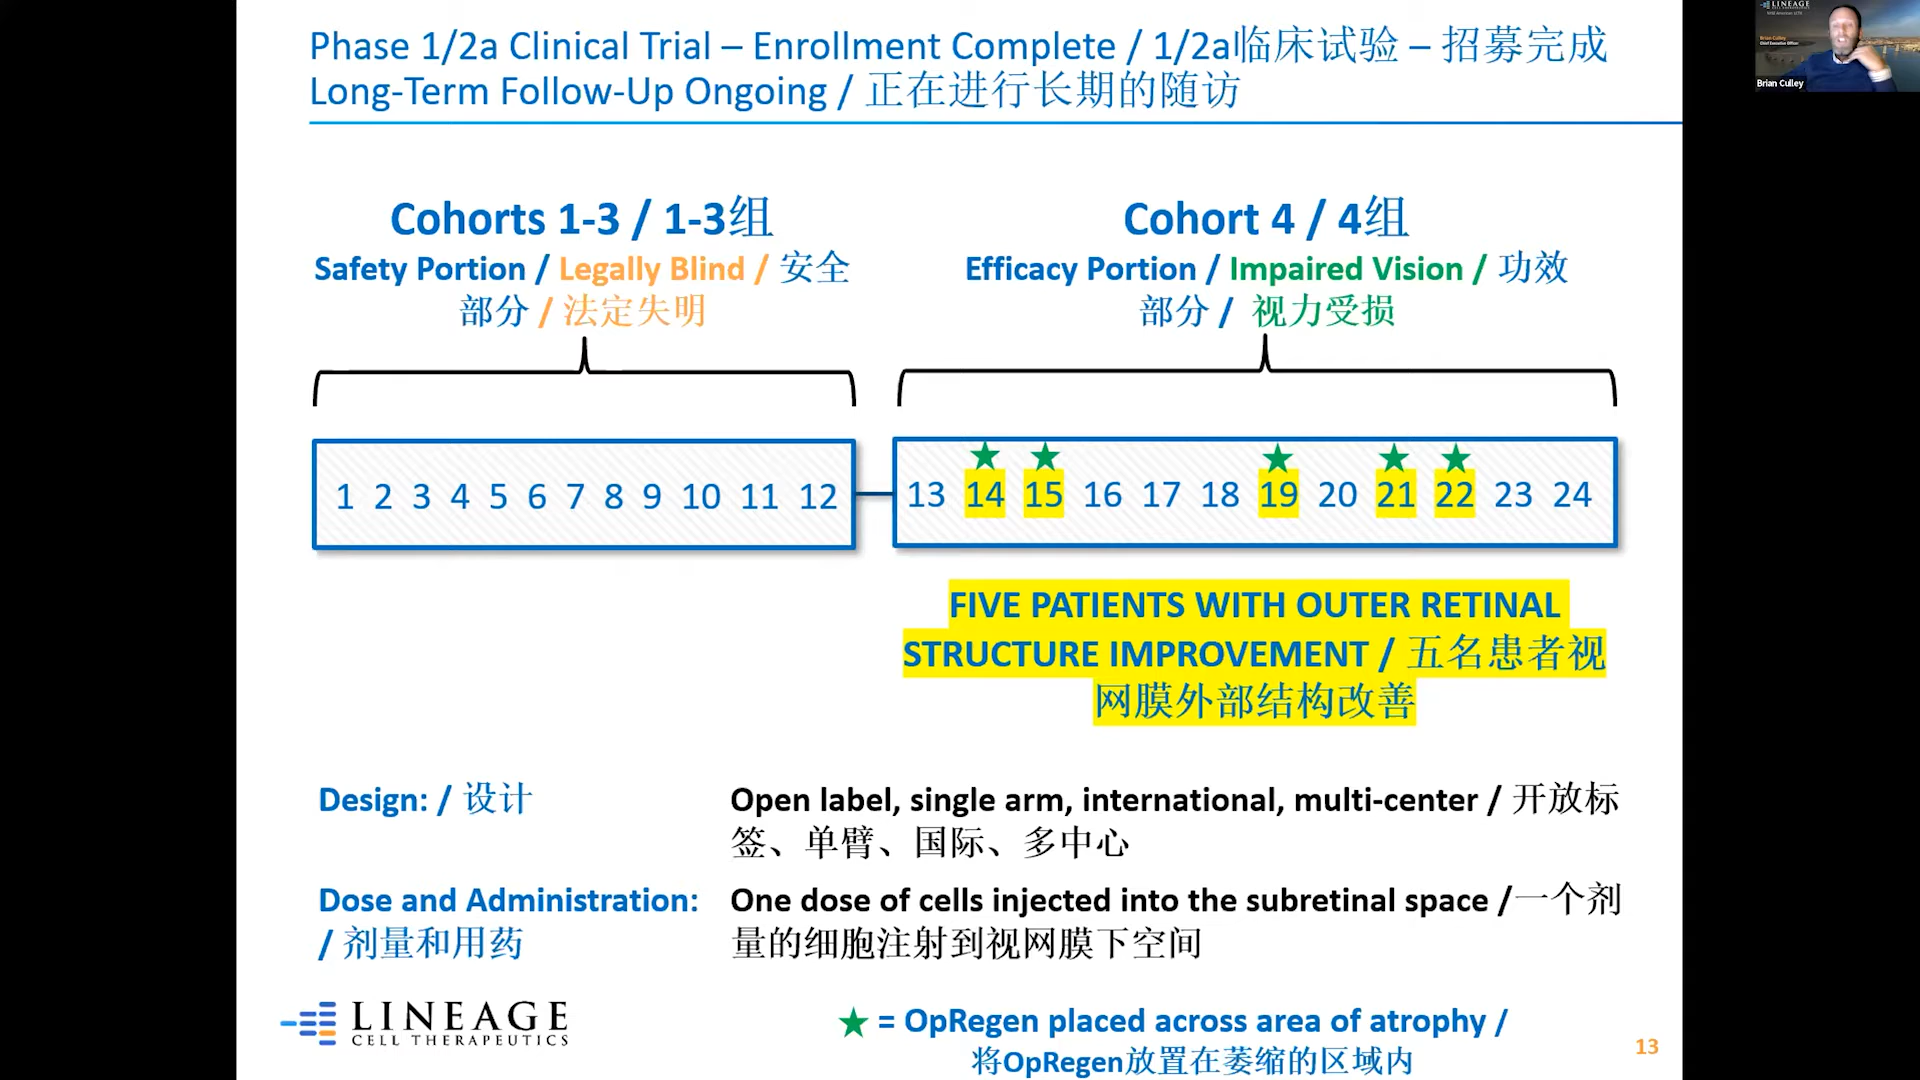 Phase 1/2a Clinical Trial – Enrollment Complete / 1/2a临床试验 – 招募完成
Long-Term Follow-Up Ongoing / 正在进行长期的随访
LINEAGE
Brian Culley
Chief Executive Officer
Brian Culley
Cohorts 1-3 / 1-3组
Safety Portion / Legally Blind / 安全
部分 / 法定失明
Cohort 4 / 4组
Efficacy Portion / Impaired Vision / 功效
部分 / 视力受损
1 2 3 4 5 6 7 8 9 10 11 12
13 14 15 16 17 18 19 20 21 22 23 24
FIVE PATIENTS WITH OUTER RETINAL
STRUCTURE IMPROVEMENT / 五名患者视
网膜外部结构改善
Design: / 设计
Open label, single arm, international, multi-center / 开放标
签、单臂、国际、多中心
Dose and Administration:
/ 剂量和用药
One dose of cells injected into the subretinal space /一个剂
量的细胞注射到视网膜下空间
LINEAGE
CELL THERAPEUTICS
★ = OpRegen placed across area of atrophy /
将OpRegen放置在萎缩的区域内
13